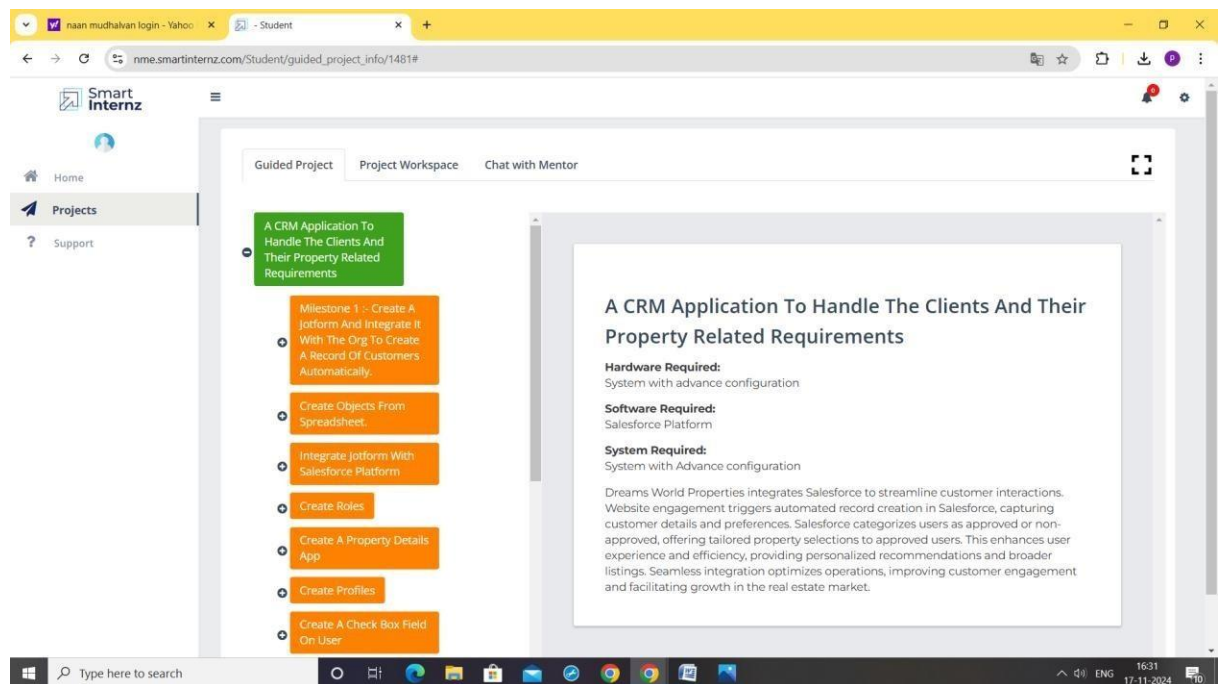 naan mudhalvan login - Yahoo
- Student
nme.smartinternz.com/Student/guided_project_info/1481#
P
Smart
Internz
0
Guided Project
Project Workspace
Chat with Mentor
Home
Projects
Support
A CRM Application To
Handle The Clients And
Their Property Related
Requirements
Milestone 1 :- Create A
Jotform And Integrate It
With The Org To Create
A Record Of Customers
Automatically.
Create Objects From
Spreadsheet.
Integrate Jotform With
Salesforce Platform
Create Roles
Create A Property Details
App
Create Profiles
Create A Check Box Field
On User
A CRM Application To Handle The Clients And Their
Property Related Requirements
Hardware Required:
System with advance configuration
Software Required:
Salesforce Platform
System Required:
System with Advance configuration
Dreams World Properties integrates Salesforce to streamline customer interactions.
Website engagement triggers automated record creation in Salesforce, capturing
customer details and preferences. Salesforce categorizes users as approved or non-
approved, offering tailored property selections to approved users. This enhances user
experience and efficiency, providing personalized recommendations and broader
listings. Seamless integration optimizes operations, improving customer engagement
and facilitating growth in the real estate market.
Type here to search
ENG
16:31
17-11-2024